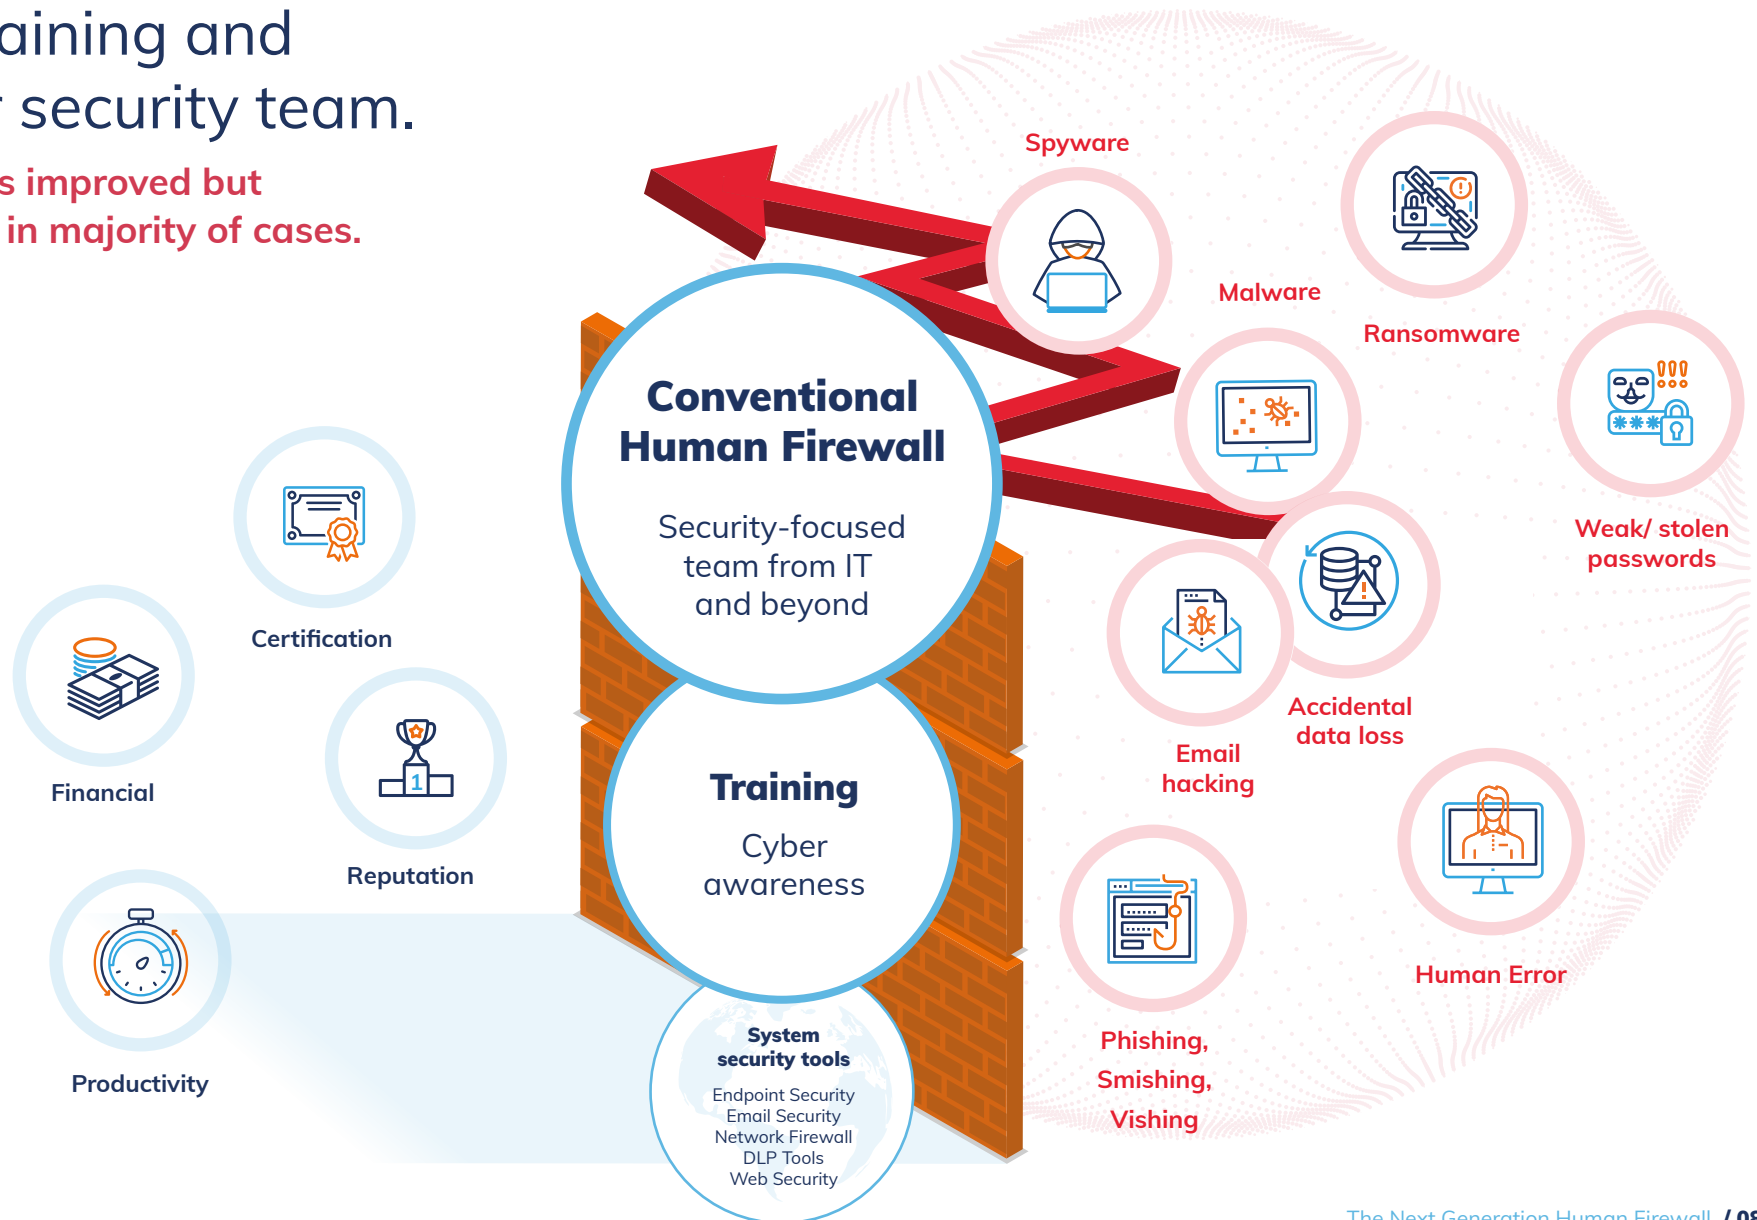 aining and
r security team.
s improved but
in majority of cases.
Spyware
Malware
Ransomware
Weak/ stolen
passwords
Conventional
Human Firewall
Security-focused
team from IT
and beyond
Certification
Financial
Reputation
1
Productivity
Training
Cyber
awareness
System
security tools
Endpoint Security
Email Security
Network Firewall
DLP Tools
Web Security
Accidental
data loss
Email
hacking
Human Error
Phishing,
Smishing,
Vishing
The Next Generation Human Firewall / 08